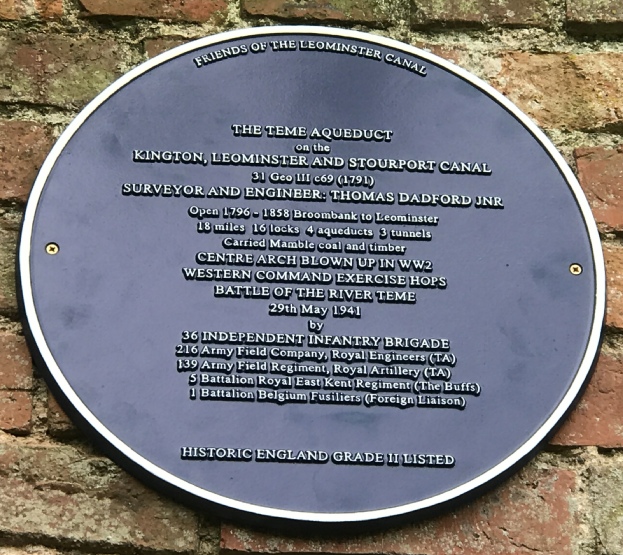 FRIENDS OF THE LEOMINSTER CANAL
THE TEME AQUEDUCT
on the
KINGTON, LEOMINSTER AND STOURPORT CANAL
31 Geo III c69 (1791)
SURVEYOR AND ENGINEER: THOMAS DADFORD JNR
Open 1796 - 1858 Broombank to Leominster
18 miles 16 locks 4 aqueducts 3 tunnels
Carried Mamble coal and timber
CENTRE ARCH BLOWN UP IN WW2
WESTERN COMMAND EXERCISE HOPS
BATTLE OF THE RIVER TEME
29th May 1941
by
36 INDEPENDENT INFANTRY BRIGADE
216 Army Field Company, Royal Engineers (TA)
139 Army Field Regiment, Royal Artillery (TA)
5 Battalion Royal East Kent Regiment (The Buffs)
1 Battalion Belgium Fusiliers (Foreign Liaison)
HISTORIC ENGLAND GRADE II LISTED